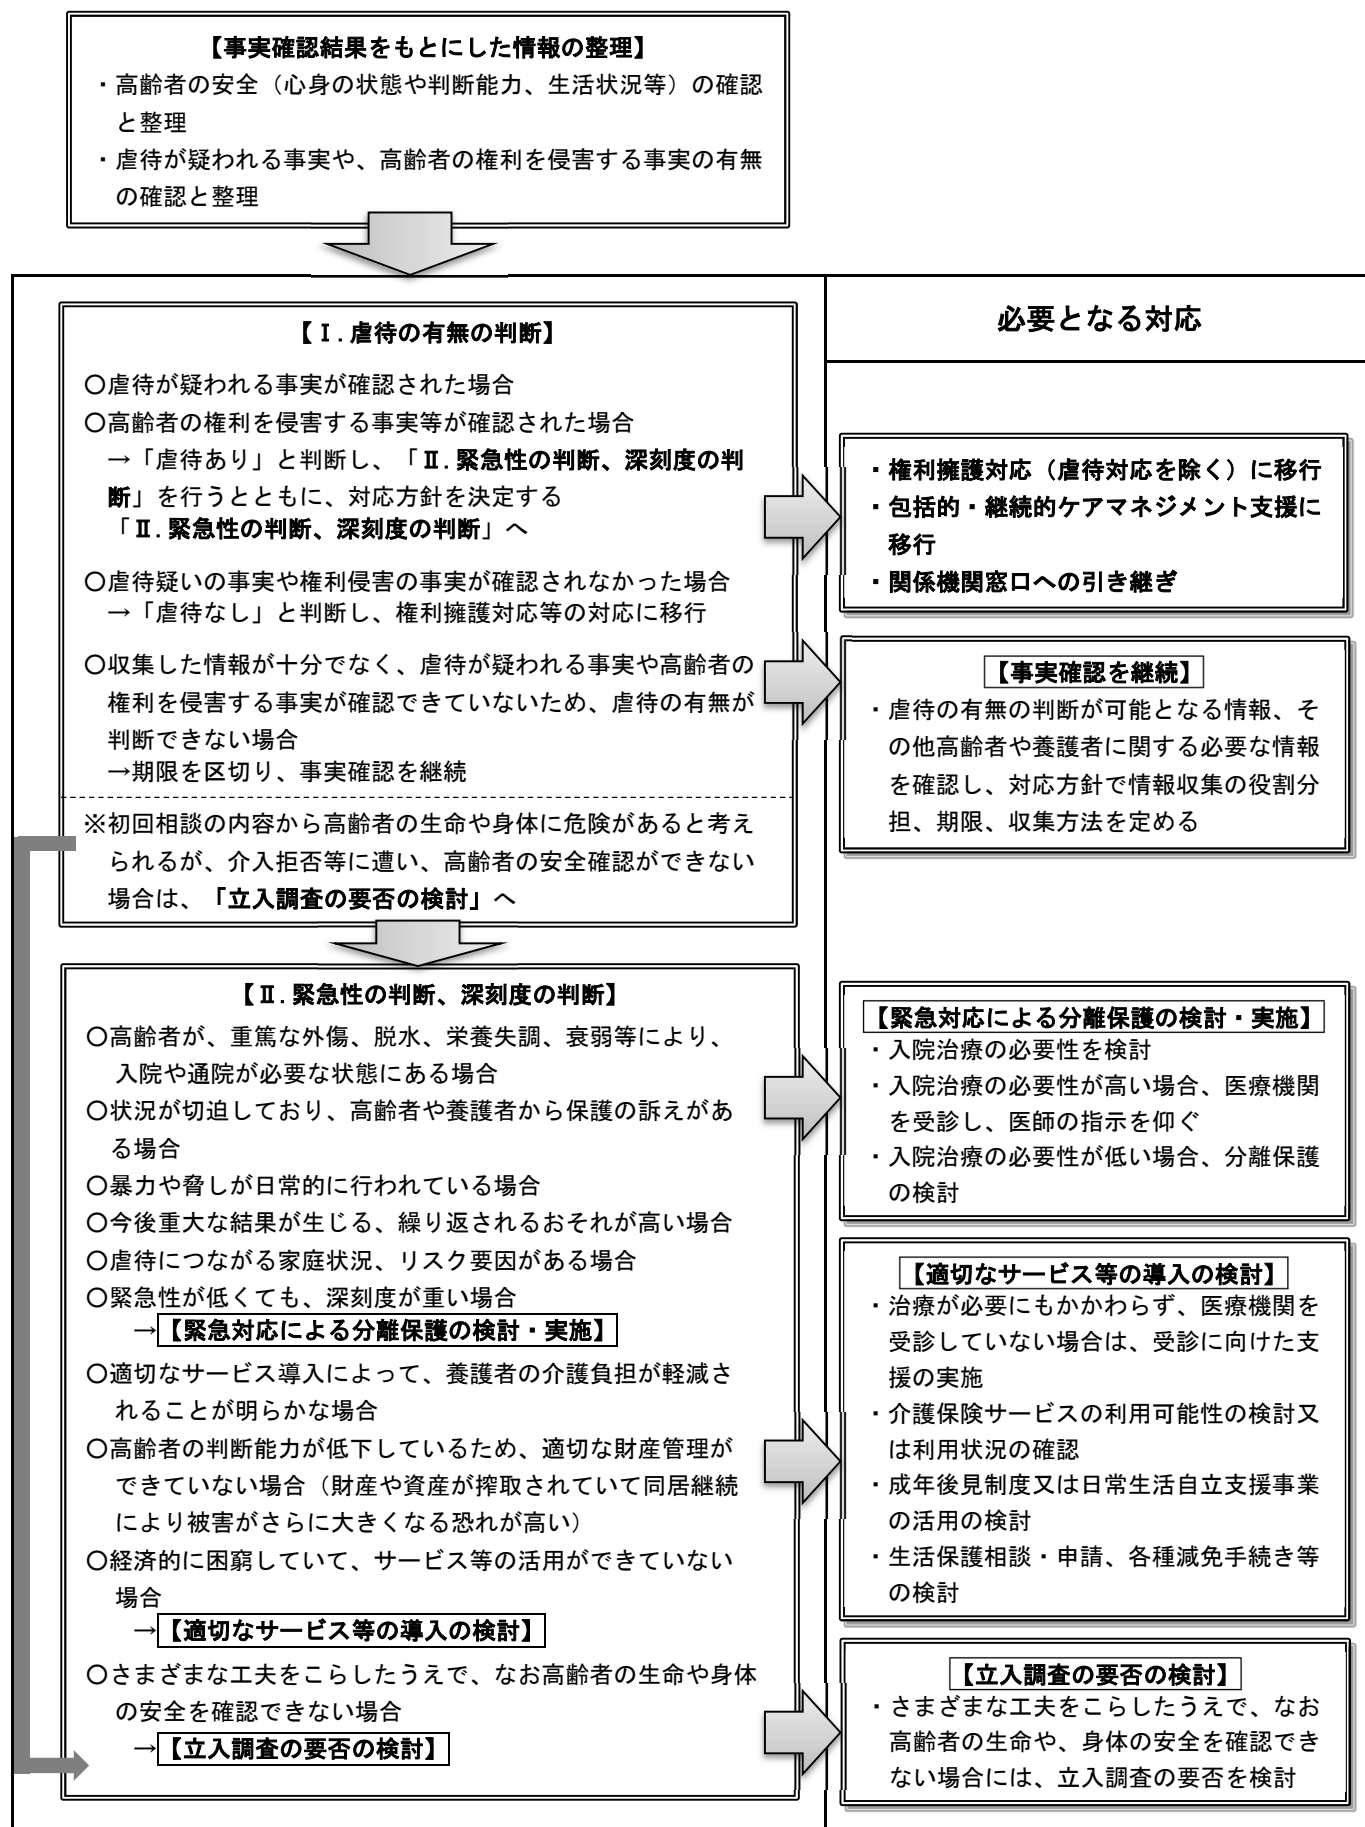 【事実確認結果をもとにした情報の整理】
・高齢者の安全（心身の状態や判断能力、生活状況等）の確認
と整理
・虐待が疑われる事実や、高齢者の権利を侵害する事実の有無
の確認と整理
【Ⅰ.虐待の有無の判断】
〇虐待が疑われる事実が確認された場合
〇高齢者の権利を侵害する事実等が確認された場合
→「虐待あり」と判断し、「Ⅱ.緊急性の判断、深刻度の判
断」を行うとともに、対応方針を決定する
「Ⅱ.緊急性の判断、深刻度の判断」へ
〇虐待疑いの事実や権利侵害の事実が確認されなかった場合
→「虐待なし」と判断し、権利擁護対応等の対応に移行
〇収集した情報が十分でなく、虐待が疑われる事実や高齢者の
権利を侵害する事実が確認できていないため、虐待の有無が
判断できない場合
→期限を区切り、事実確認を継続
※初回相談の内容から高齢者の生命や身体に危険があると考え
られるが、介入拒否等に遭い、高齢者の安全確認ができない
場合は、「立入調査の要否の検討」へ
必要となる対応
・権利擁護対応（虐待対応を除く）に移行
・包括的・継続的ケアマネジメント支援に
移行
・関係機関窓口への引き継ぎ
【事実確認を継続】
・虐待の有無の判断が可能となる情報、そ
の他高齢者や養護者に関する必要な情報
を確認し、対応方針で情報収集の役割分
担、期限、収集方法を定める
【Ⅱ.緊急性の判断、深刻度の判断】
〇高齢者が、重篤な外傷、脱水、栄養失調、衰弱等により、
入院や通院が必要な状態にある場合
〇状況が切迫しており、高齢者や養護者から保護の訴えがあ
る場合
〇暴力や脅しが日常的に行われている場合
〇今後重大な結果が生じる、繰り返されるおそれが高い場合
〇虐待につながる家庭状況、リスク要因がある場合
〇緊急性が低くても、深刻度が重い場合
→【緊急対応による分離保護の検討・実施】
〇適切なサービス導入によって、養護者の介護負担が軽減さ
れることが明らかな場合
〇高齢者の判断能力が低下しているため、適切な財産管理が
できていない場合（財産や資産が搾取されていて同居継続
により被害がさらに大きくなる恐れが高い）
〇経済的に困窮していて、サービス等の活用ができていない
場合
→【適切なサービス等の導入の検討】
〇さまざまな工夫をこらしたうえで、なお高齢者の生命や身体
の安全を確認できない場合
→【立入調査の要否の検討】
【緊急対応による分離保護の検討・実施】
・入院治療の必要性を検討
・入院治療の必要性が高い場合、医療機関
を受診し、医師の指示を仰ぐ
・入院治療の必要性が低い場合、分離保護
の検討
【適切なサービス等の導入の検討】
・治療が必要にもかかわらず、医療機関を
受診していない場合は、受診に向けた支
援の実施
・介護保険サービスの利用可能性の検討又
は利用状況の確認
・成年後見制度又は日常生活自立支援事業
の活用の検討
・生活保護相談・申請、各種減免手続き等
の検討
【立入調査の要否の検討】
・さまざまな工夫をこらしたうえで、なお
高齢者の生命や、身体の安全を確認でき
ない場合には、立入調査の要否を検討